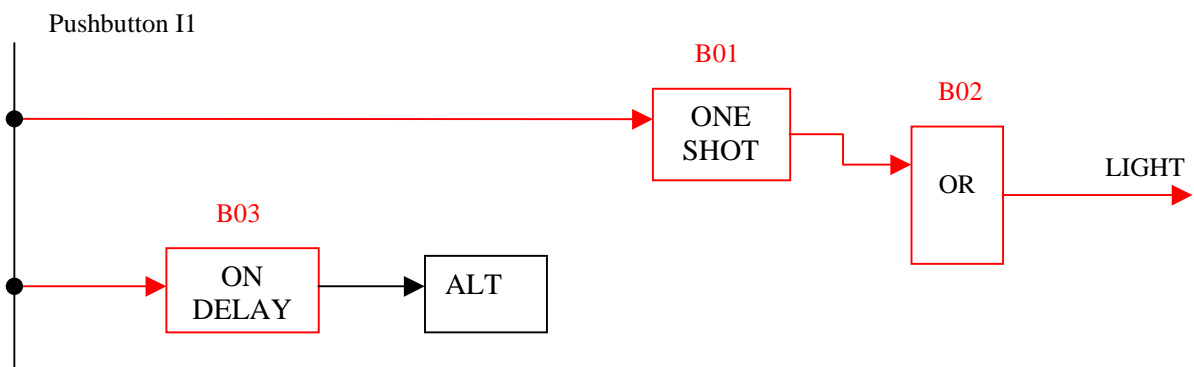 Pushbutton I1
B01
ONE
SHOT
B02
OR
LIGHT
B03
ON
DELAY
ALT